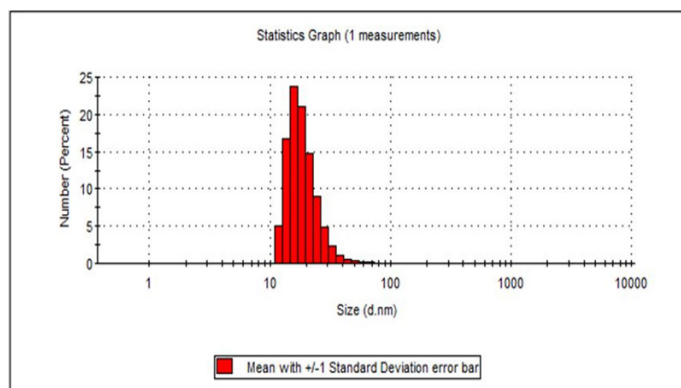 Statistics Graph (1 measurements)
Number (Percent)
25
20
15
10
5
0
1 10 100 1000 10000
Size (d.nm)
Mean with +/-1 Standard Deviation error bar